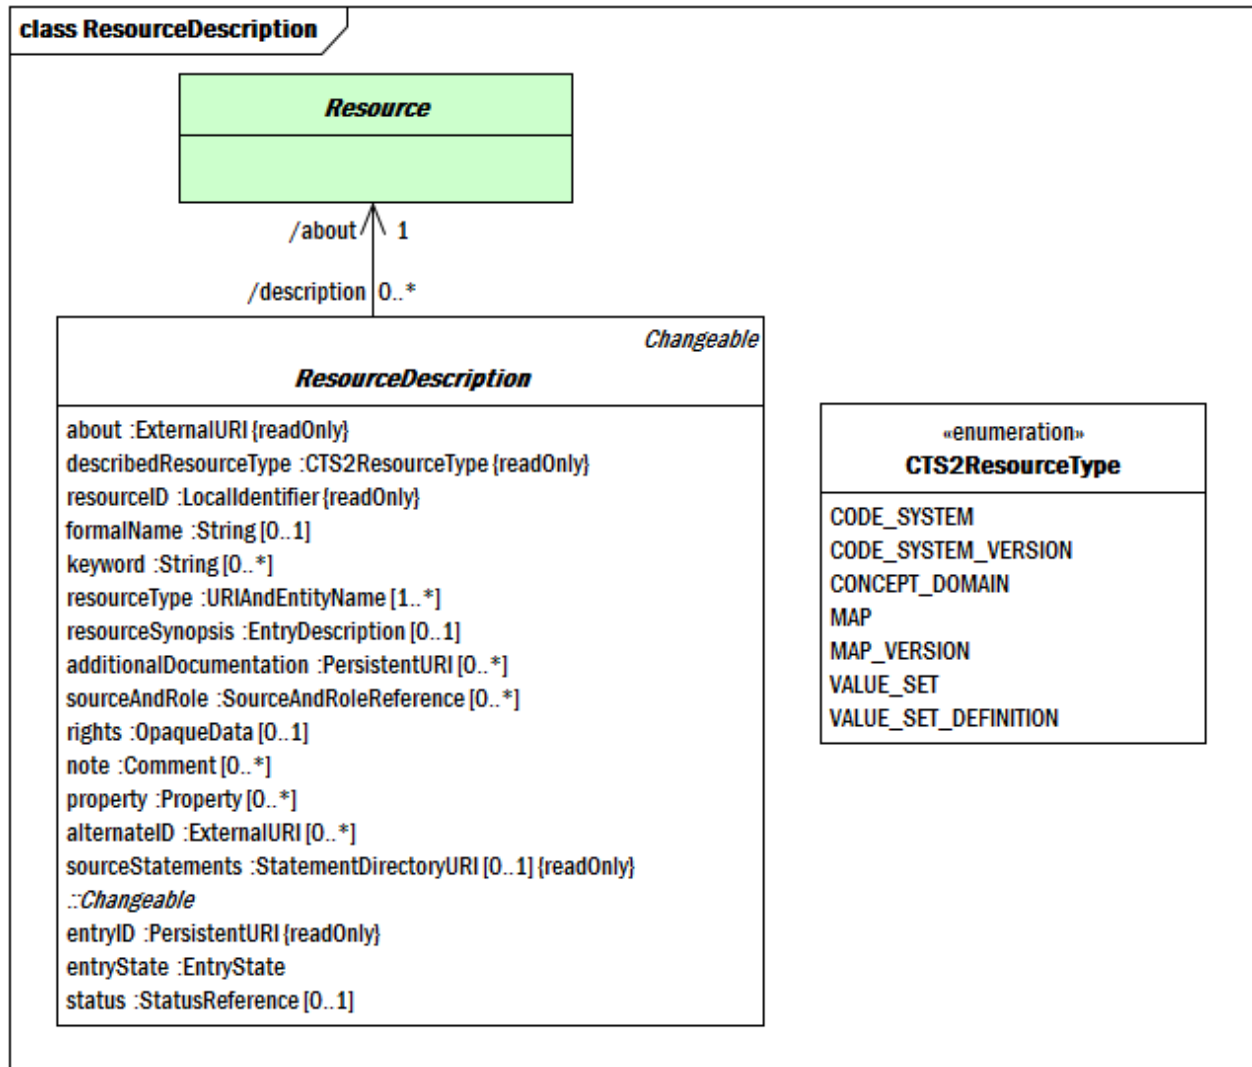 class ResourceDescription
Resource
/about 1
/description 0..*
Changeable
ResourceDescription
about :ExternalURI {readOnly}
describedResourceType :CTS2ResourceType {readOnly}
resourceID :LocalIdentifier {readOnly}
formalName :String [0..1]
keyword :String [0..*]
resourceType :URIAndEntityName [1..*]
resourceSynopsis :EntryDescription [0..1]
additionalDocumentation :PersistentURI [0..*]
sourceAndRole :SourceAndRoleReference [0..*]
rights :OpaqueData [0..1]
note :Comment [0..*]
property :Property [0..*]
alternateID :ExternalURI [0..*]
sourceStatements :StatementDirectoryURI [0..1] {readOnly}
::Changeable
entryID :PersistentURI {readOnly}
entryState :EntryState
status :StatusReference [0..1]
«enumeration»
CTS2ResourceType
CODE_SYSTEM
CODE_SYSTEM_VERSION
CONCEPT_DOMAIN
MAP
MAP_VERSION
VALUE_SET
VALUE_SET_DEFINITION